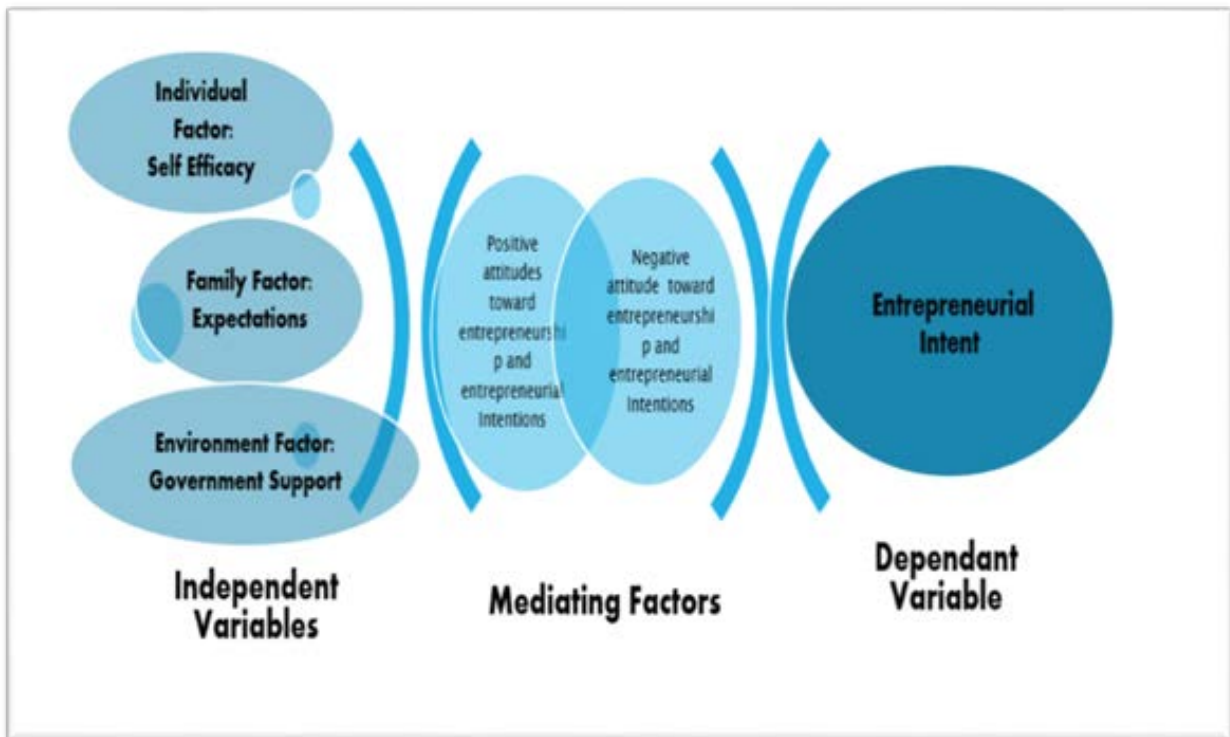 Individual
Factor:
Self Efficacy
Family Factor:
Expectations
Environment Factor:
Government Support
Independent
Variables
Positive
attitudes
toward
entrepreneurshi
p and
entrepreneurial
Intentions
Negative
attitude toward
entrepreneurshi
p and
entrepreneurial
Intentions
Mediating Factors
Entrepreneurial
Intent
Dependant
Variable